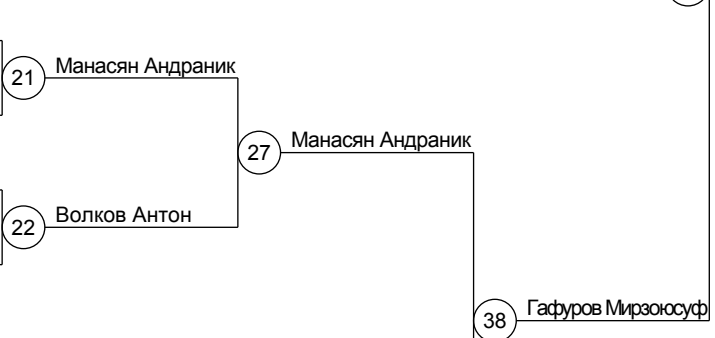 Манасян Андраник
21
Манасян Андраник
27
Волков Антон
22
Гафуров Мирзоюсуф
38